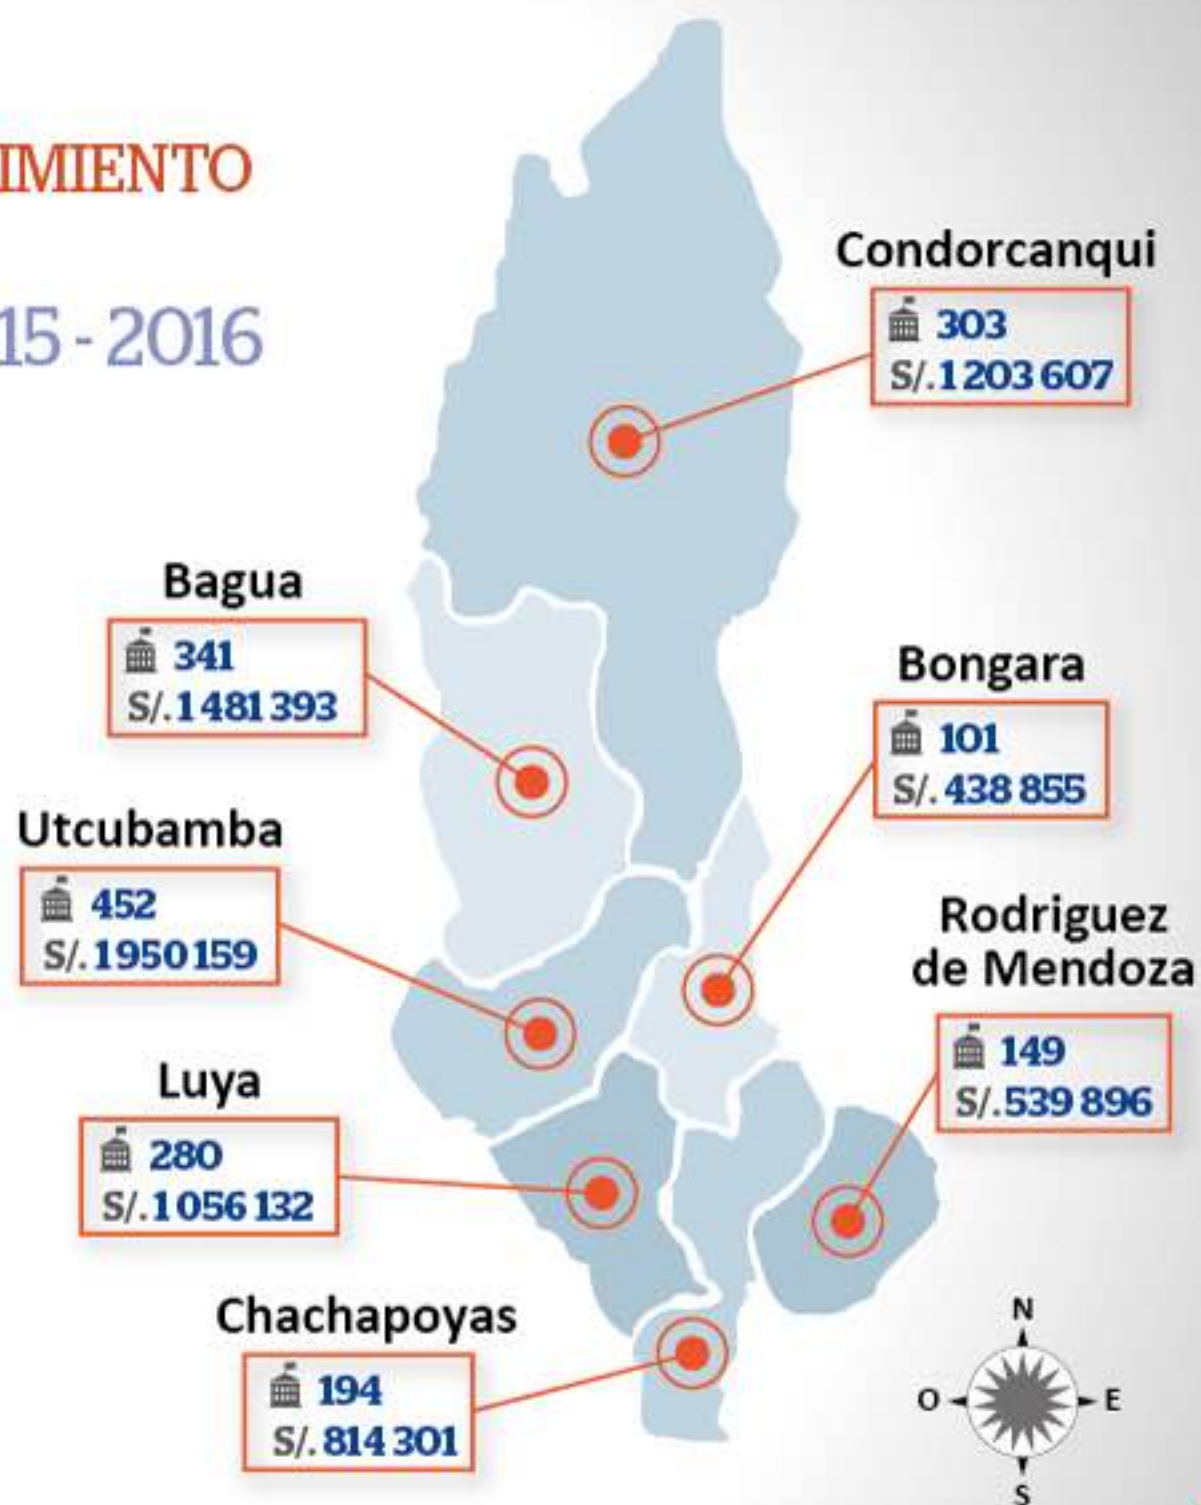 IMIENTO
15 - 2016
Condorcanqui
303
S/. 1 203 607
Bagua
341
S/. 1 481 393
Bongara
101
S/. 438 855
Utcubamba
452
S/. 1 950 159
Rodriguez
de Mendoza
149
S/. 539 896
Luya
280
S/. 1 056 132
Chachapoyas
194
S/. 814 301
N
O
E
S